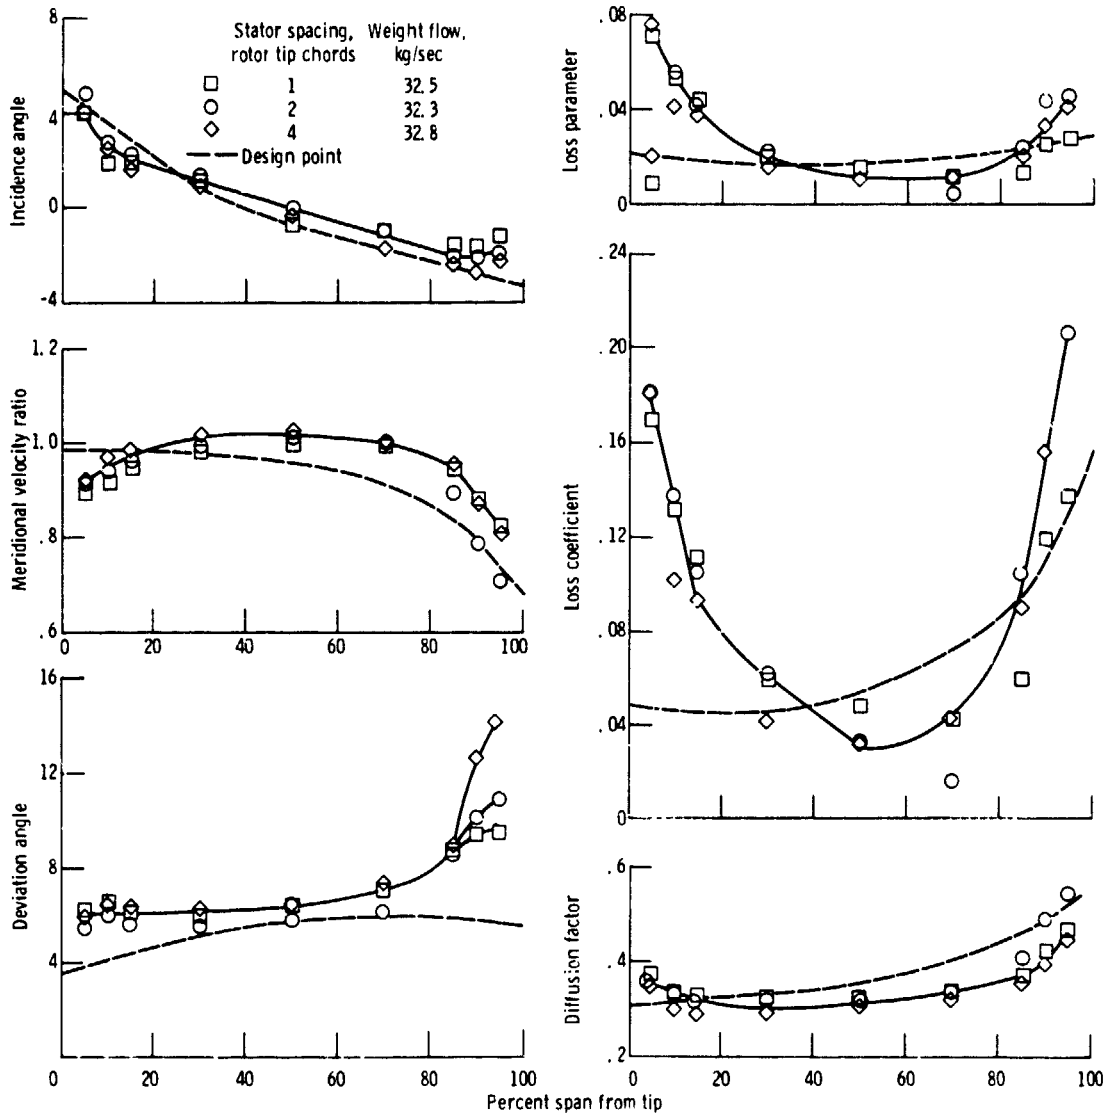 8
4
0
-4
Incidence angle
Stator spacing, Weight flow,
rotor tip chords kg/sec
1 32.5
2 32.3
4 32.8
Design point
1.2
1.0
.8
.6
Meridional velocity ratio
0 20 40 60 80 100
16
12
8
4
Deviation angle
0 20 40 60 80 100
.08
.04
0
Loss parameter
.24
.20
.16
.12
.08
.04
0
Loss coefficient
.6
.4
.2
Diffusion factor
0 20 40 60 80 100
Percent span from tip